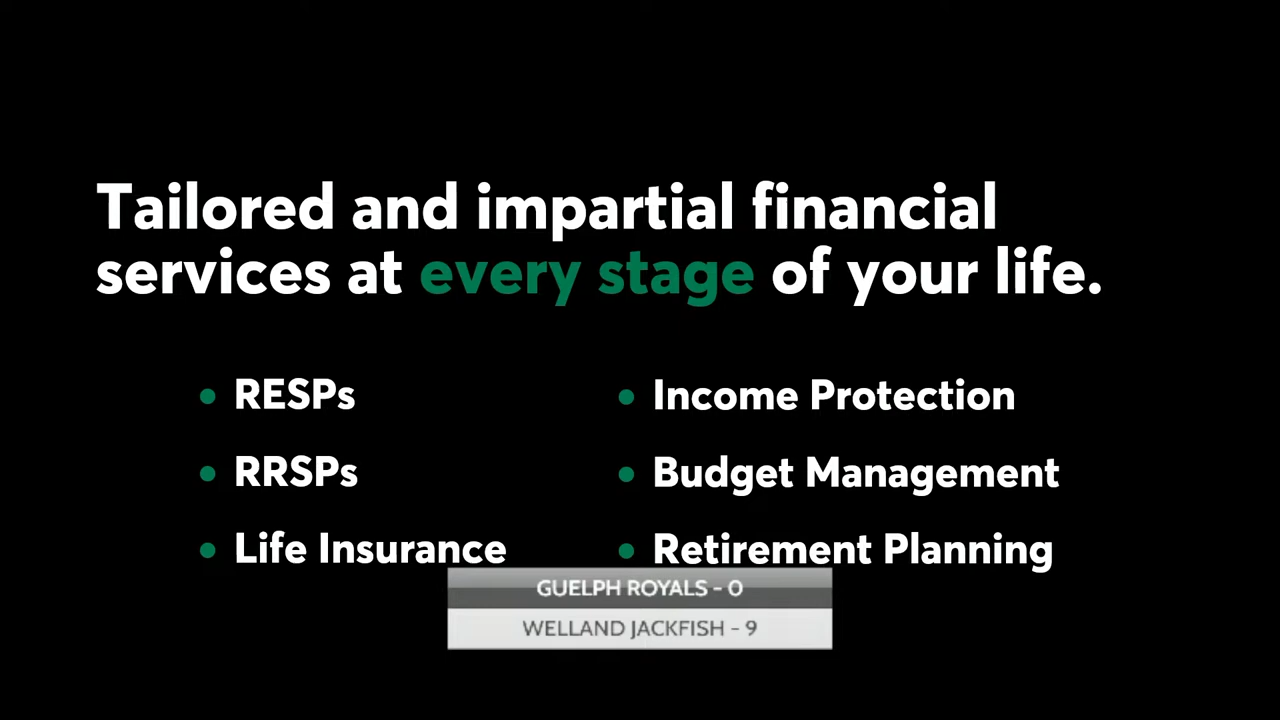 Tailored and impartial financial
services at every stage of your life.
• RESPs
• RRSPs
• Life Insurance
• Income Protection
• Budget Management
• Retirement Planning
GUELPH ROYALS - 0
WELLAND JACKFISH - 9